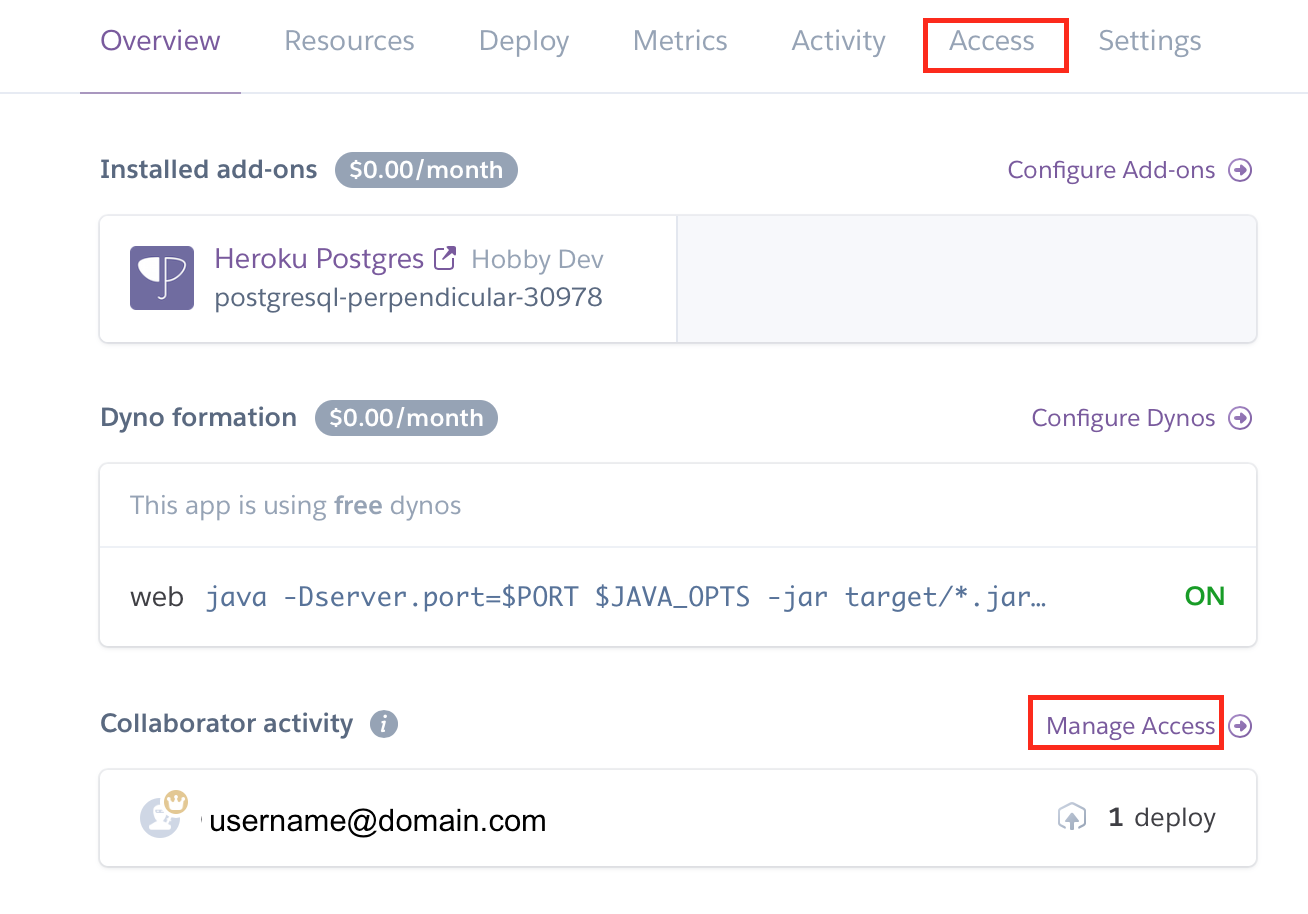 Overview Resources Deploy Metrics Activity Access Settings
Installed add-ons $0.00/month Configure Add-ons
Heroku Postgres Hobby Dev
postgresql-perpendicular-30978
Dyno formation $0.00/month Configure Dynos
This app is using free dynos
web java -Dserver.port=$PORT $JAVA_OPTS -jar target/*.jar… ON
Collaborator activity i Manage Access
username@domain.com 1 deploy